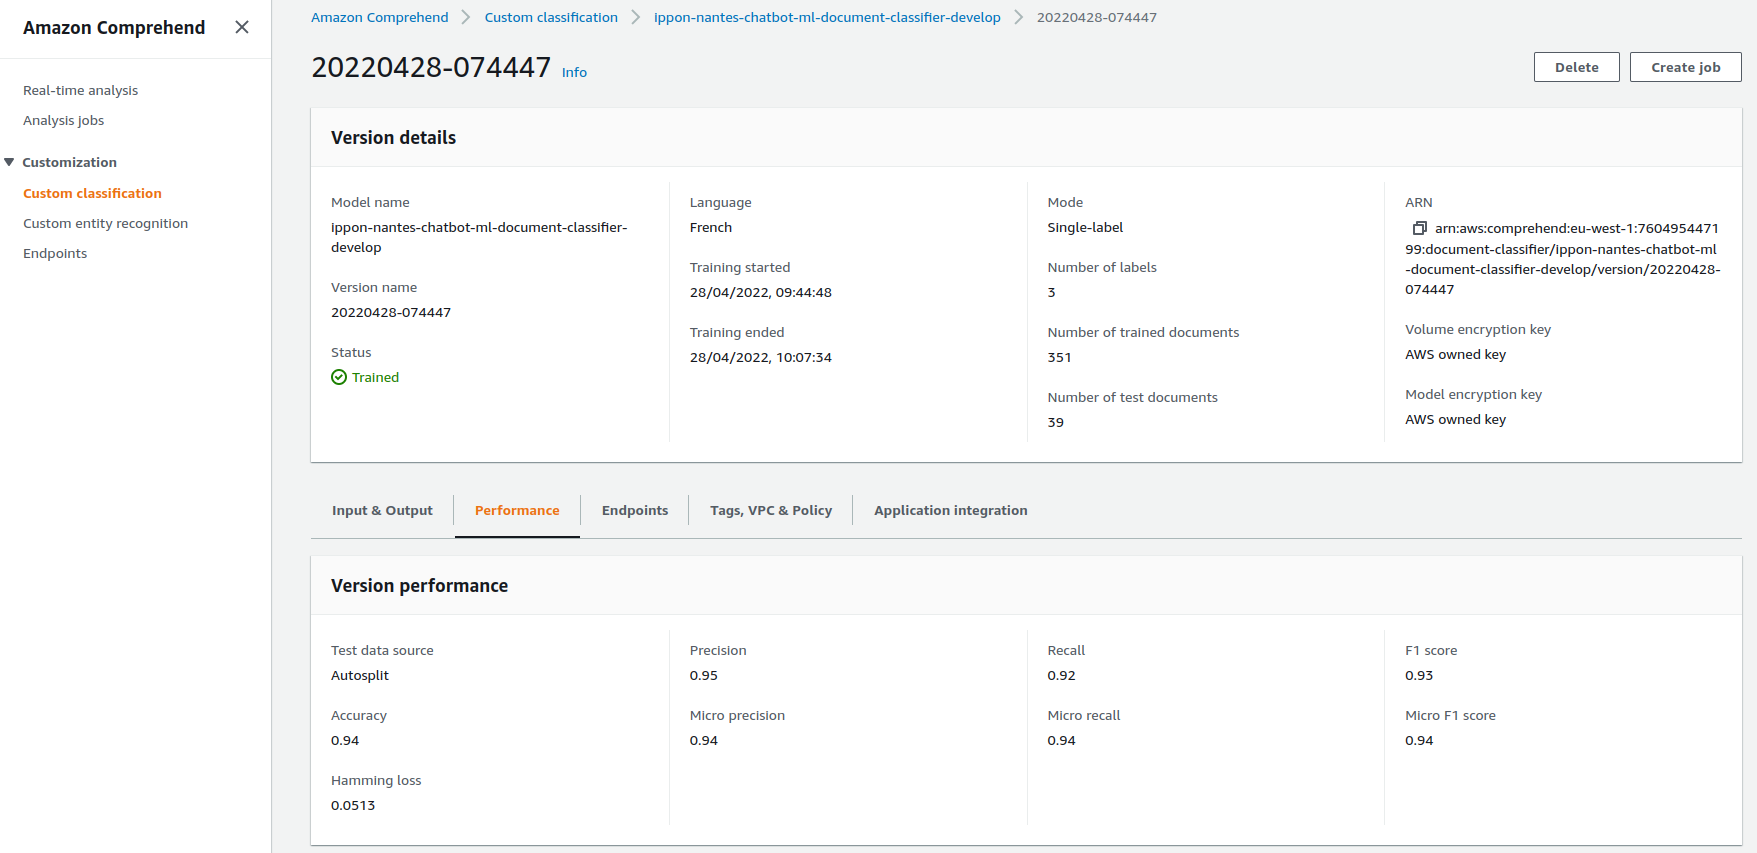 Amazon Comprehend
Real-time analysis
Analysis jobs
Customization
Custom classification
Custom entity recognition
Endpoints
Amazon Comprehend
Custom classification
ippon-nantes-chatbot-ml-document-classifier-develop
20220428-074447
20220428-074447 Info
Delete
Create job
Version details
Model name
ippon-nantes-chatbot-ml-document-classifier-
develop
Version name
20220428-074447
Status
Trained
Language
French
Training started
28/04/2022, 09:44:48
Training ended
28/04/2022, 10:07:34
Mode
Single-label
Number of labels
3
Number of trained documents
351
Number of test documents
39
ARN
arn:aws:comprehend:eu-west-1:7604954471
99:document-classifier/ippon-nantes-chatbot-ml
-document-classifier-develop/version/20220428-
074447
Volume encryption key
AWS owned key
Model encryption key
AWS owned key
Input & Output
Performance
Endpoints
Tags, VPC & Policy
Application integration
Version performance
Test data source
Autosplit
Accuracy
0.94
Hamming loss
0.0513
Precision
0.95
Micro precision
0.94
Recall
0.92
Micro recall
0.94
F1 score
0.93
Micro F1 score
0.94